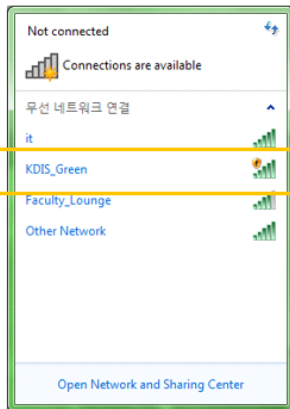 Not connected
Connections are available
무선 네트워크 연결
it
KDIS_Green
Faculty_Lounge
Other Network
Open Network and Sharing Center